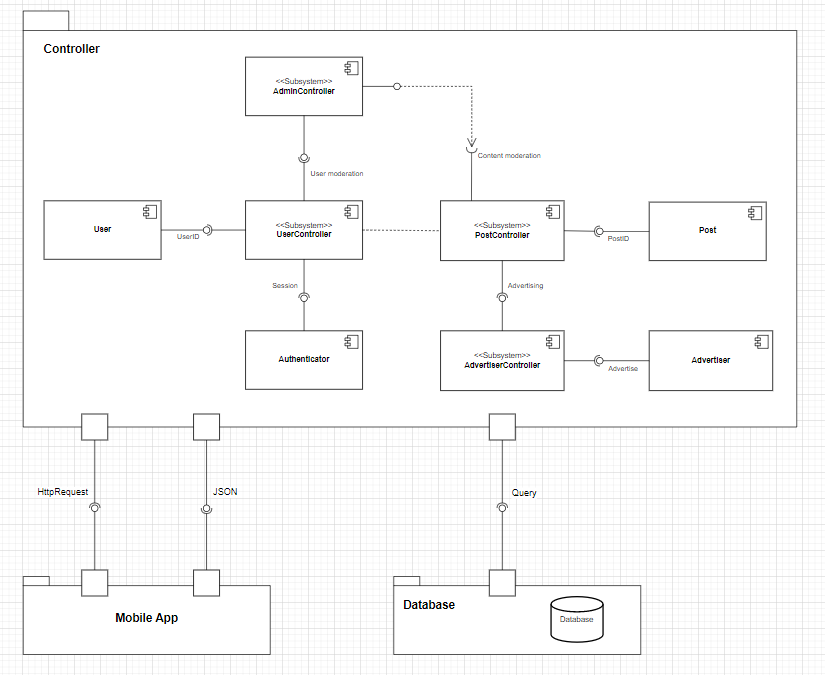 Controller
<<Subsystem>>
AdminController
Content moderation
User moderation
User
UserID
<<Subsystem>>
UserController
<<Subsystem>>
PostController
PostID
Post
Session
Advertising
Authenticator
<<Subsystem>>
AdvertiserController
Advertise
Advertiser
HttpRequest
JSON
Query
Mobile App
Database
Database